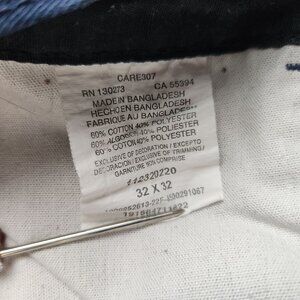 CARE307
RN 130273 CA 55394
MADE IN BANGLADESH
HECHO EN BANGLADESH
FABRIQUE AU BANGLADESH
60% COTTON 40% POLYESTER
60% ALGODON 40% POLIESTER
60% COTON 40% POLYESTER
EXCLUSIVE OF DECORATION / EXCEPTO
DECORACION / EXCLUSIVE OF TRIMMING/
GARNITURE NON COMPRISE
112320220
32 X 32